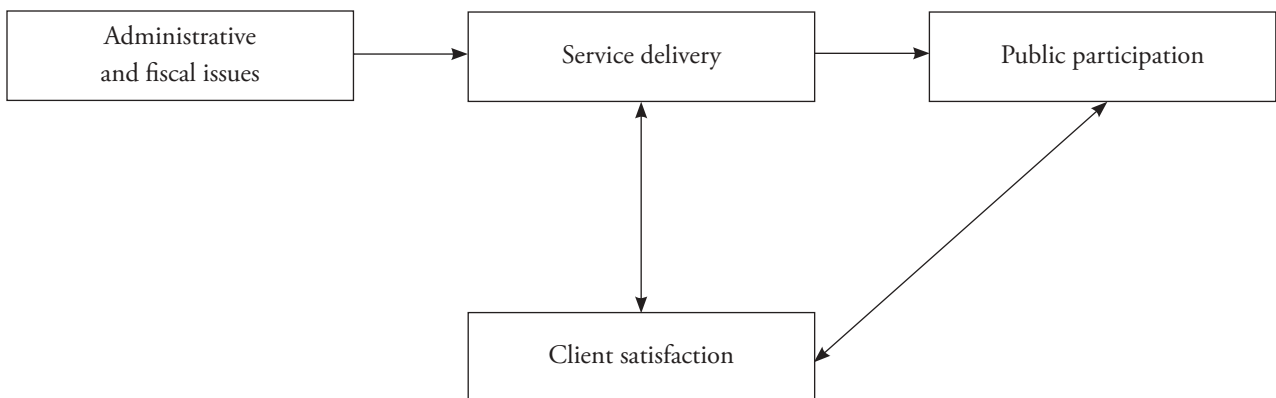 Administrative
and fiscal issues
Service delivery
Public participation
Client satisfaction